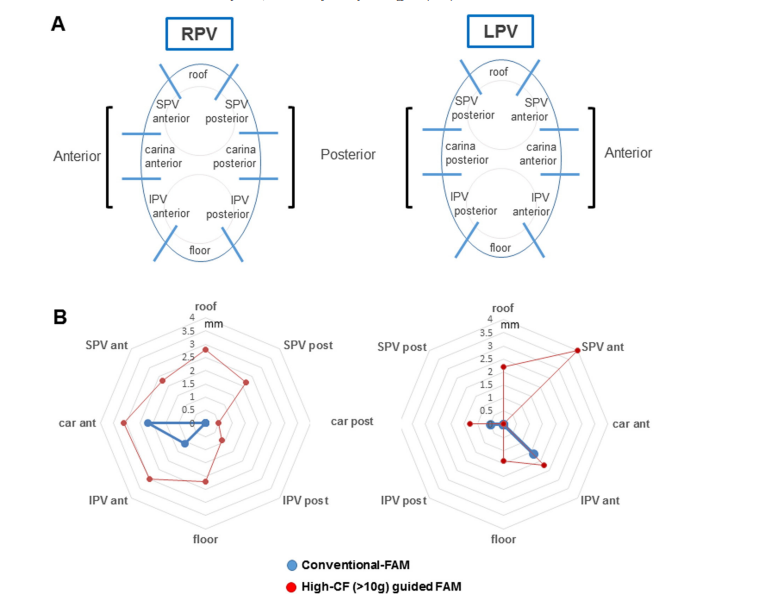 A
RPV
LPV
roof
SPV
anterior
SPV
posterior
carina
anterior
carina
posterior
IPV
anterior
IPV
posterior
floor
Anterior
Posterior
roof
SPV
posterior
SPV
anterior
carina
posterior
carina
anterior
IPV
posterior
IPV
anterior
floor
Anterior
B
roof
mm
4
3.5
3
2.5
2
1.5
1
0.5
0
SPV ant
SPV post
car ant
car post
IPV ant
IPV post
floor
roof
mm
4
3.5
3
2.5
2
1.5
1
0.5
SPV post
SPV ant
car ant
IPV post
IPV ant
floor
Conventional-FAM
High-CF (>10g) guided FAM